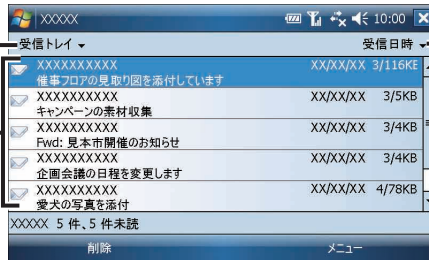 XXXXX 10:00
受信トレイ 受信日時
XXXXXXXXXX XX/XX/XX 3/116KB
催事フロアの見取り図を添付しています
XXXXXXXXXX XX/XX/XX 3/5KB
キャンペーンの素材収集
XXXXXXXXXX XX/XX/XX 3/4KB
Fwd: 見本市開催のお知らせ
XXXXXXXXXX XX/XX/XX 3/4KB
企画会議の日程を変更します
XXXXXXXXXX XX/XX/XX 4/78KB
愛犬の写真を添付
XXXXX 5 件、5 件未読
削除 メニュー